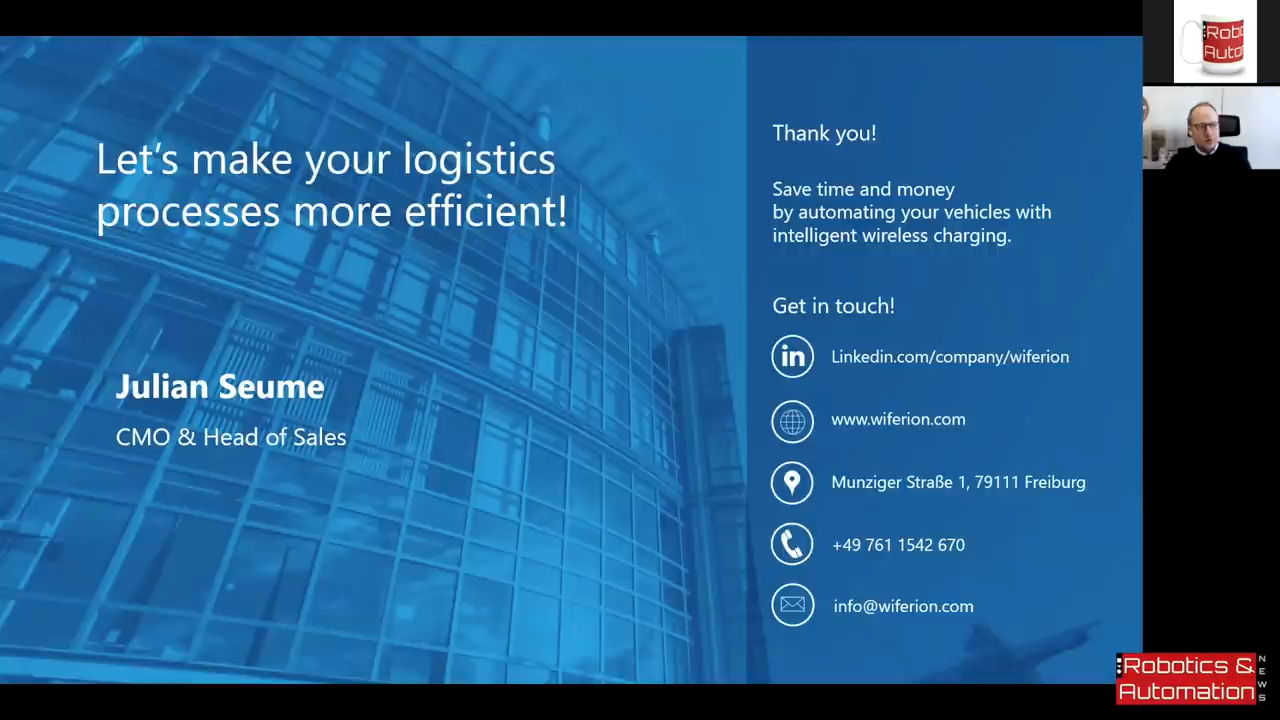 Let's make your logistics
processes more efficient!
Julian Seume
CMO & Head of Sales
Thank you!
Save time and money
by automating your vehicles with
intelligent wireless charging.
Get in touch!
in
Linkedin.com/company/wiferion
www.wiferion.com
Munziger Straße 1, 79111 Freiburg
+49 761 1542 670
info@wiferion.com
Robotics &
Automation
NEWS